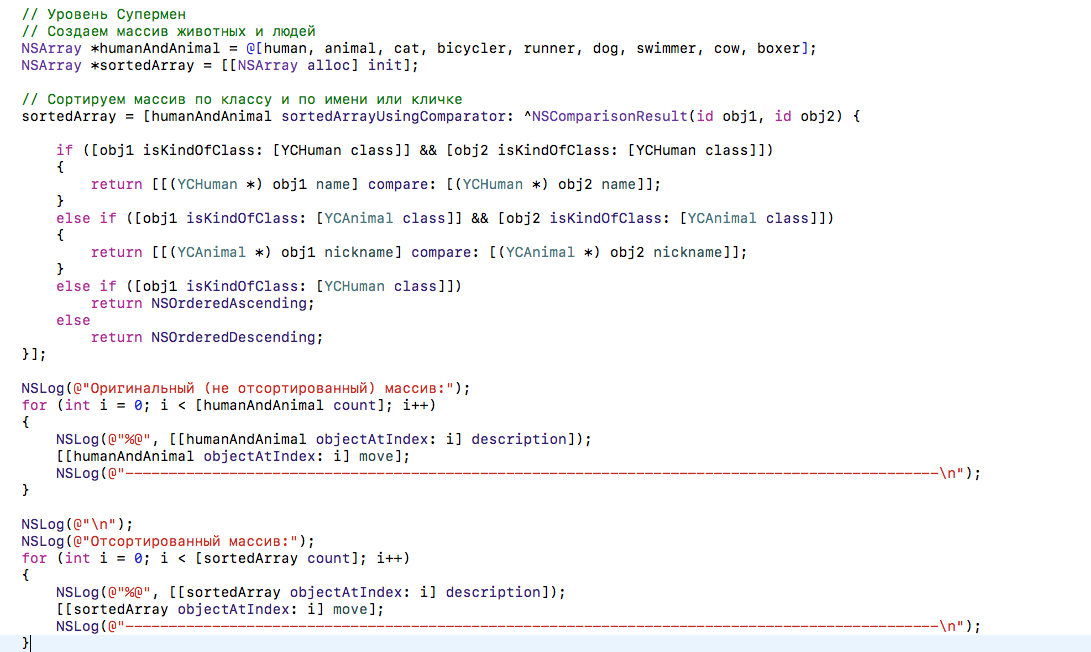 // Уровень Супермен
// Создаем массив животных и людей
NSArray *humanAndAnimal = @[human, animal, cat, bicycler, runner, dog, swimmer, cow, boxer];
NSArray *sortedArray = [[NSArray alloc] init];

// Сортируем массив по классу и по имени или кличке
sortedArray = [humanAndAnimal sortedArrayUsingComparator: ^NSComparisonResult(id obj1, id obj2) {

    if ([obj1 isKindOfClass: [YCHuman class]] && [obj2 isKindOfClass: [YCHuman class]])
    {
        return [[(YCHuman *) obj1 name] compare: [(YCHuman *) obj2 name]];
    }
    else if ([obj1 isKindOfClass: [YCAnimal class]] && [obj2 isKindOfClass: [YCAnimal class]])
    {
        return [[(YCAnimal *) obj1 nickname] compare: [(YCAnimal *) obj2 nickname]];
    }
    else if ([obj1 isKindOfClass: [YCHuman class]])
        return NSOrderedAscending;
    else
        return NSOrderedDescending;
}];

NSLog(@"Оригинальный (не отсортированный) массив:");
for (int i = 0; i < [humanAndAnimal count]; i++)
{
    NSLog(@"%@", [[humanAndAnimal objectAtIndex: i] description]);
    [[humanAndAnimal objectAtIndex: i] move];
    NSLog(@"----------------------------------------------------------------------------------------------\n");
}

NSLog(@"\n");
NSLog(@"Отсортированный массив:");
for (int i = 0; i < [sortedArray count]; i++)
{
    NSLog(@"%@", [[sortedArray objectAtIndex: i] description]);
    [[sortedArray objectAtIndex: i] move];
    NSLog(@"----------------------------------------------------------------------------------------------\n");
}